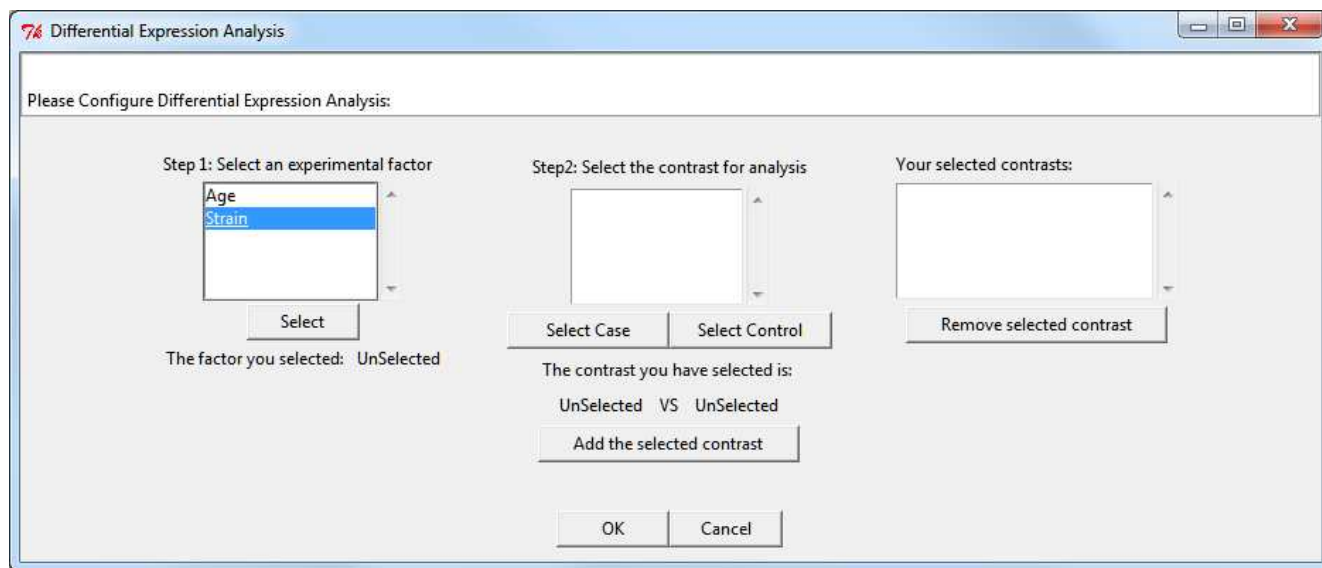 Differential Expression Analysis
Please Configure Differential Expression Analysis:
Step 1: Select an experimental factor
Age
Strain
Select
The factor you selected: UnSelected
Step2: Select the contrast for analysis
Select Case Select Control
The contrast you have selected is:
UnSelected VS UnSelected
Add the selected contrast
Your selected contrasts:
Remove selected contrast
OK Cancel